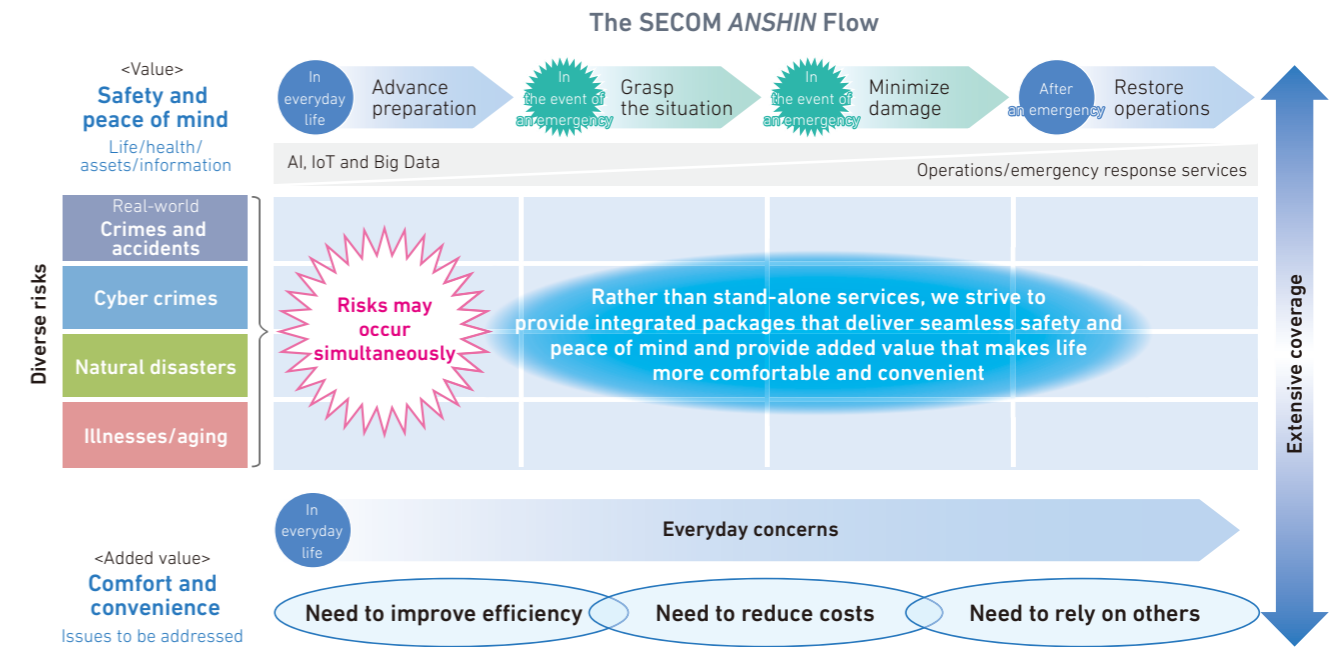 The SECOM ANSHIN Flow
<Value>
Safety and
peace of mind
Life/health/
assets/information
In
everyday
life
Advance
preparation
In
the event of
an emergency
Grasp
the situation
In
the event of
an emergency
Minimize
damage
After
an emergency
Restore
operations
AI, IoT and Big Data
Operations/emergency response services
Diverse risks
Real-world
Crimes and
accidents
Cyber crimes
Natural disasters
Illnesses/aging
Risks may
occur
simultaneously
Rather than stand-alone services, we strive to
provide integrated packages that deliver seamless safety and
peace of mind and provide added value that makes life
more comfortable and convenient
Extensive coverage
<Added value>
Comfort and
convenience
Issues to be addressed
In
everyday
life
Everyday concerns
Need to improve efficiency
Need to reduce costs
Need to rely on others